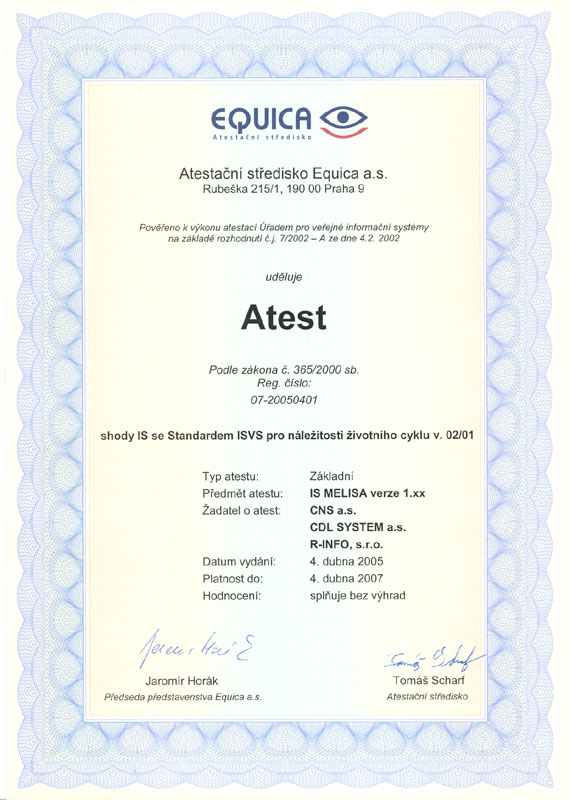 EQUICA
Atestační středisko
Atestační středisko Equica a.s.
Rubeška 215/1, 190 00 Praha 9
Pověřeno k výkonu atestací Úřadem pro veřejné informační systémy
na základě rozhodnutí č.j. 7/2002 – A ze dne 4.2. 2002
uděluje
Atest
Podle zákona č. 365/2000 sb.
Reg. číslo:
07-20050401
shody IS se Standardem ISVS pro náležitosti životního cyklu v. 02/01
Typ atestu: Základní
Předmět atestu: IS MELISA verze 1.xx
Žadatel o atest: CNS a.s.
CDL SYSTEM a.s.
R-INFO, s.r.o.
Datum vydání: 4. dubna 2005
Platnost do: 4. dubna 2007
Hodnocení: splňuje bez výhrad
Jaromír Horák Tomáš Scharf
Předseda představenstva Equica a.s. Atestační středisko